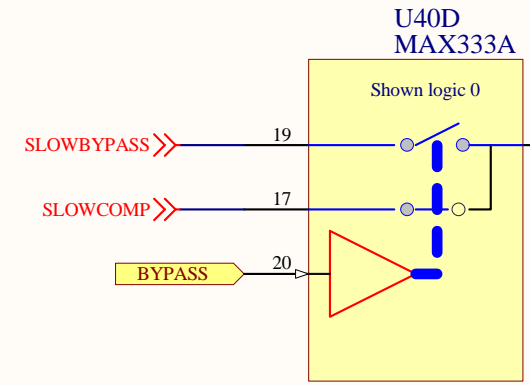 U40D
MAX333A
Shown logic 0
SLOWBYPASS
19
SLOWCOMP
17
BYPASS
20